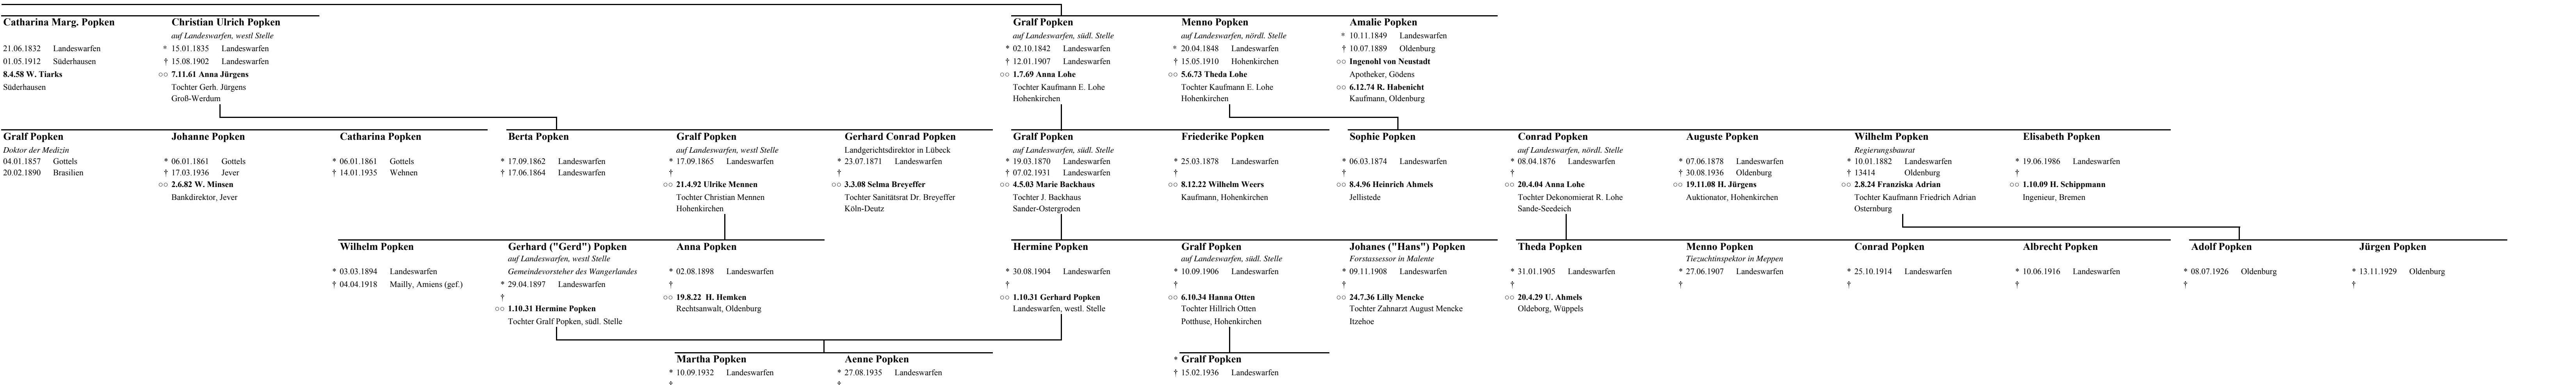 Catharina Marg. Popken
21.06.1832 Landeswarfen
01.05.1912 Süderhausen
8.4.58 W. Tiarks
Süderhausen
Christian Ulrich Popken
auf Landeswarfen, westl Stelle
* 15.01.1835 Landeswarfen
† 15.08.1902 Landeswarfen
○○ 7.11.61 Anna Jürgens
Tochter Gerh. Jürgens
Groß-Werdum
Gralf Popken
auf Landeswarfen, südl. Stelle
* 02.10.1842 Landeswarfen
† 12.01.1907 Landeswarfen
○○ 1.7.69 Anna Lohe
Tochter Kaufmann E. Lohe
Hohenkirchen
Menno Popken
auf Landeswarfen, nördl. Stelle
* 20.04.1848 Landeswarfen
† 15.05.1910 Hohenkirchen
○○ 5.6.73 Theda Lohe
Tochter Kaufmann E. Lohe
Hohenkirchen
Amalie Popken
* 10.11.1849 Landeswarfen
† 10.07.1889 Oldenburg
○○ Ingenohl von Neustadt
Apotheker, Gödens
○○ 6.12.74 R. Habenicht
Kaufmann, Oldenburg
Gralf Popken
Doktor der Medizin
04.01.1857 Gottels
20.02.1890 Brasilien
Johanne Popken
* 06.01.1861 Gottels
† 17.03.1936 Jever
○○ 2.6.82 W. Minsen
Bankdirektor, Jever
Catharina Popken
* 06.01.1861 Gottels
† 14.01.1935 Wehnen
Berta Popken
* 17.09.1862 Landeswarfen
† 17.06.1864 Landeswarfen
Gralf Popken
auf Landeswarfen, westl Stelle
* 17.09.1865 Landeswarfen
†
○○ 21.4.92 Ulrike Mennen
Tochter Christian Mennen
Hohenkirchen
Gerhard Conrad Popken
Landgerichtsdirektor in Lübeck
* 23.07.1871 Landeswarfen
†
○○ 3.3.08 Selma Breyeffer
Tochter Sanitätsrat Dr. Breyeffer
Köln-Deutz
Gralf Popken
auf Landeswarfen, südl. Stelle
* 19.03.1870 Landeswarfen
† 07.02.1931 Landeswarfen
○○ 4.5.03 Marie Backhaus
Tochter J. Backhaus
Sander-Ostergroden
Friederike Popken
* 25.03.1878 Landeswarfen
†
○○ 8.12.22 Wilhelm Weers
Kaufmann, Hohenkirchen
Sophie Popken
* 06.03.1874 Landeswarfen
†
○○ 8.4.96 Heinrich Ahmels
Jellistede
Conrad Popken
auf Landeswarfen, nördl. Stelle
* 08.04.1876 Landeswarfen
†
○○ 20.4.04 Anna Lohe
Tochter Dekonomierat R. Lohe
Sande-Seedeich
Auguste Popken
* 07.06.1878 Landeswarfen
† 30.08.1936 Oldenburg
○○ 19.11.08 H. Jürgens
Auktionator, Hohenkirchen
Wilhelm Popken
Regierungsbaurat
* 10.01.1882 Landeswarfen
† 13414 Oldenburg
○○ 2.8.24 Franziska Adrian
Tochter Kaufmann Friedrich Adrian
Osternburg
Elisabeth Popken
* 19.06.1986 Landeswarfen
†
○○ 1.10.09 H. Schippmann
Ingenieur, Bremen
Wilhelm Popken
* 03.03.1894 Landeswarfen
† 04.04.1918 Mailly, Amiens (gef.)
Gerhard ("Gerd") Popken
auf Landeswarfen, westl Stelle
Gemeindevorsteher des Wangerlandes
* 29.04.1897 Landeswarfen
†
○○ 1.10.31 Hermine Popken
Tochter Gralf Popken, südl. Stelle
Anna Popken
* 02.08.1898 Landeswarfen
†
○○ 19.8.22 H. Hemken
Rechtsanwalt, Oldenburg
Hermine Popken
* 30.08.1904 Landeswarfen
†
○○ 1.10.31 Gerhard Popken
Landeswarfen, westl. Stelle
Gralf Popken
auf Landeswarfen, südl. Stelle
* 10.09.1906 Landeswarfen
†
○○ 6.10.34 Hanna Otten
Tochter Hillrich Otten
Potthuse, Hohenkirchen
Johanes ("Hans") Popken
Forstassessor in Malente
* 09.11.1908 Landeswarfen
†
○○ 24.7.36 Lilly Mencke
Tochter Zahnarzt August Mencke
Itzehoe
Theda Popken
* 31.01.1905 Landeswarfen
†
○○ 20.4.29 U. Ahmels
Oldeborg, Wüppels
Menno Popken
Tiezuchtinspektor in Meppen
* 27.06.1907 Landeswarfen
†
Conrad Popken
* 25.10.1914 Landeswarfen
†
Albrecht Popken
* 10.06.1916 Landeswarfen
†
Adolf Popken
* 08.07.1926 Oldenburg
†
Jürgen Popken
* 13.11.1929 Oldenburg
†
Martha Popken
* 10.09.1932 Landeswarfen
†
Aenne Popken
* 27.08.1935 Landeswarfen
†
* Gralf Popken
† 15.02.1936 Landeswarfen